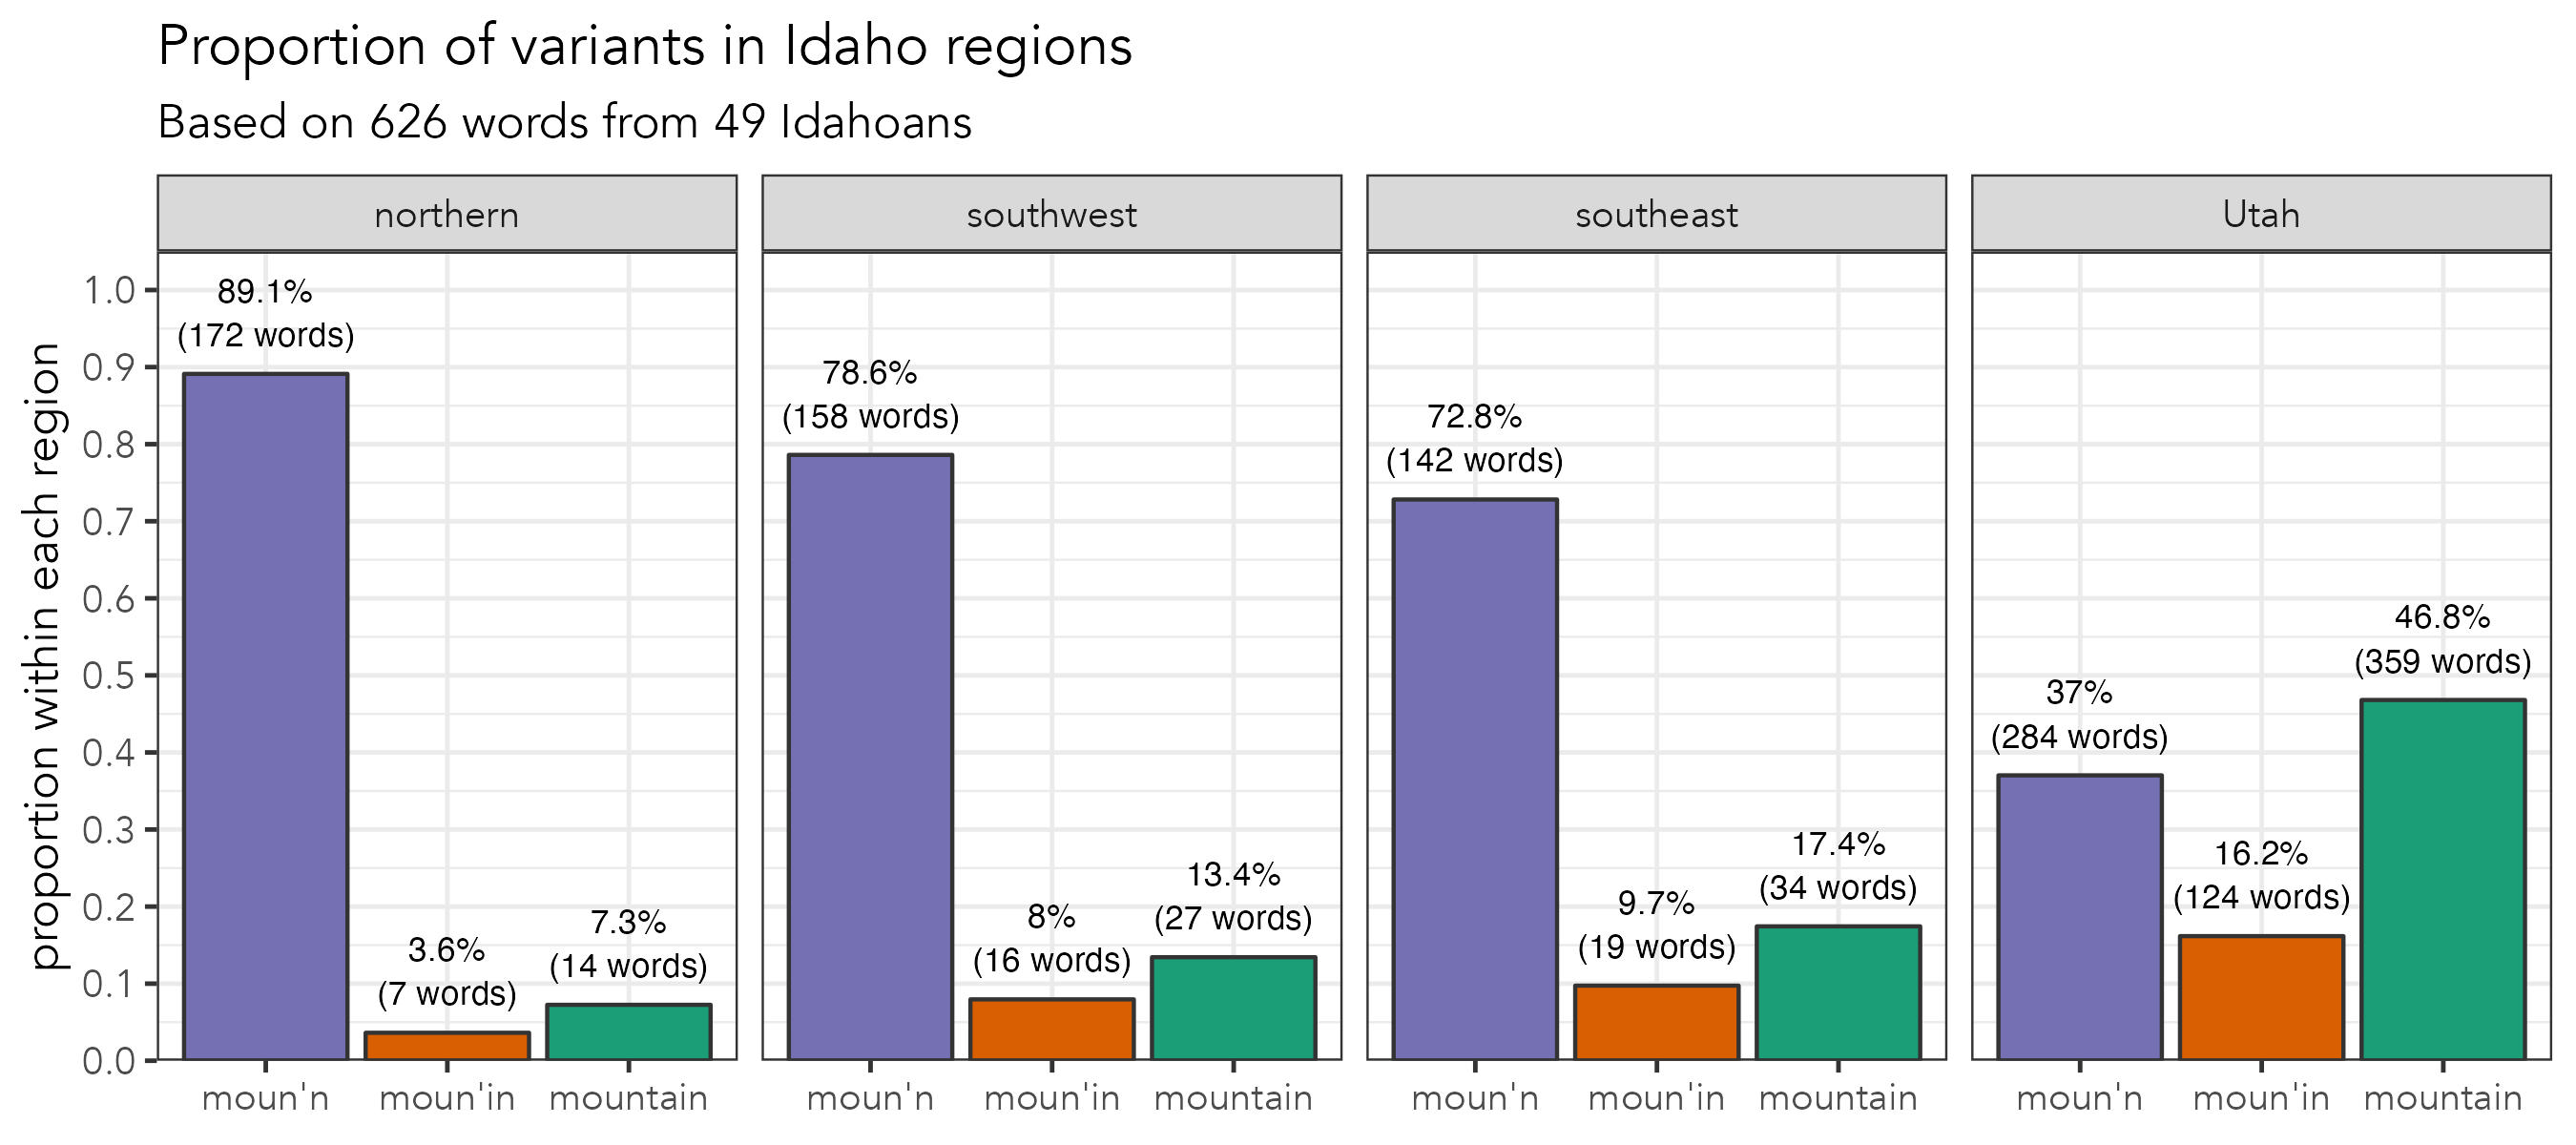 Proportion of variants in Idaho regions
Based on 626 words from 49 Idahoans
proportion within each region
northern
southwest
southeast
Utah
1.0
0.9
0.8
0.7
0.6
0.5
0.4
0.3
0.2
0.1
0.0
89.1%
(172 words)
3.6%
(7 words)
7.3%
(14 words)
78.6%
(158 words)
8%
(16 words)
13.4%
(27 words)
72.8%
(142 words)
9.7%
(19 words)
17.4%
(34 words)
37%
(284 words)
16.2%
(124 words)
46.8%
(359 words)
moun'n
moun'in
mountain
moun'n
moun'in
mountain
moun'n
moun'in
mountain
moun'n
moun'in
mountain